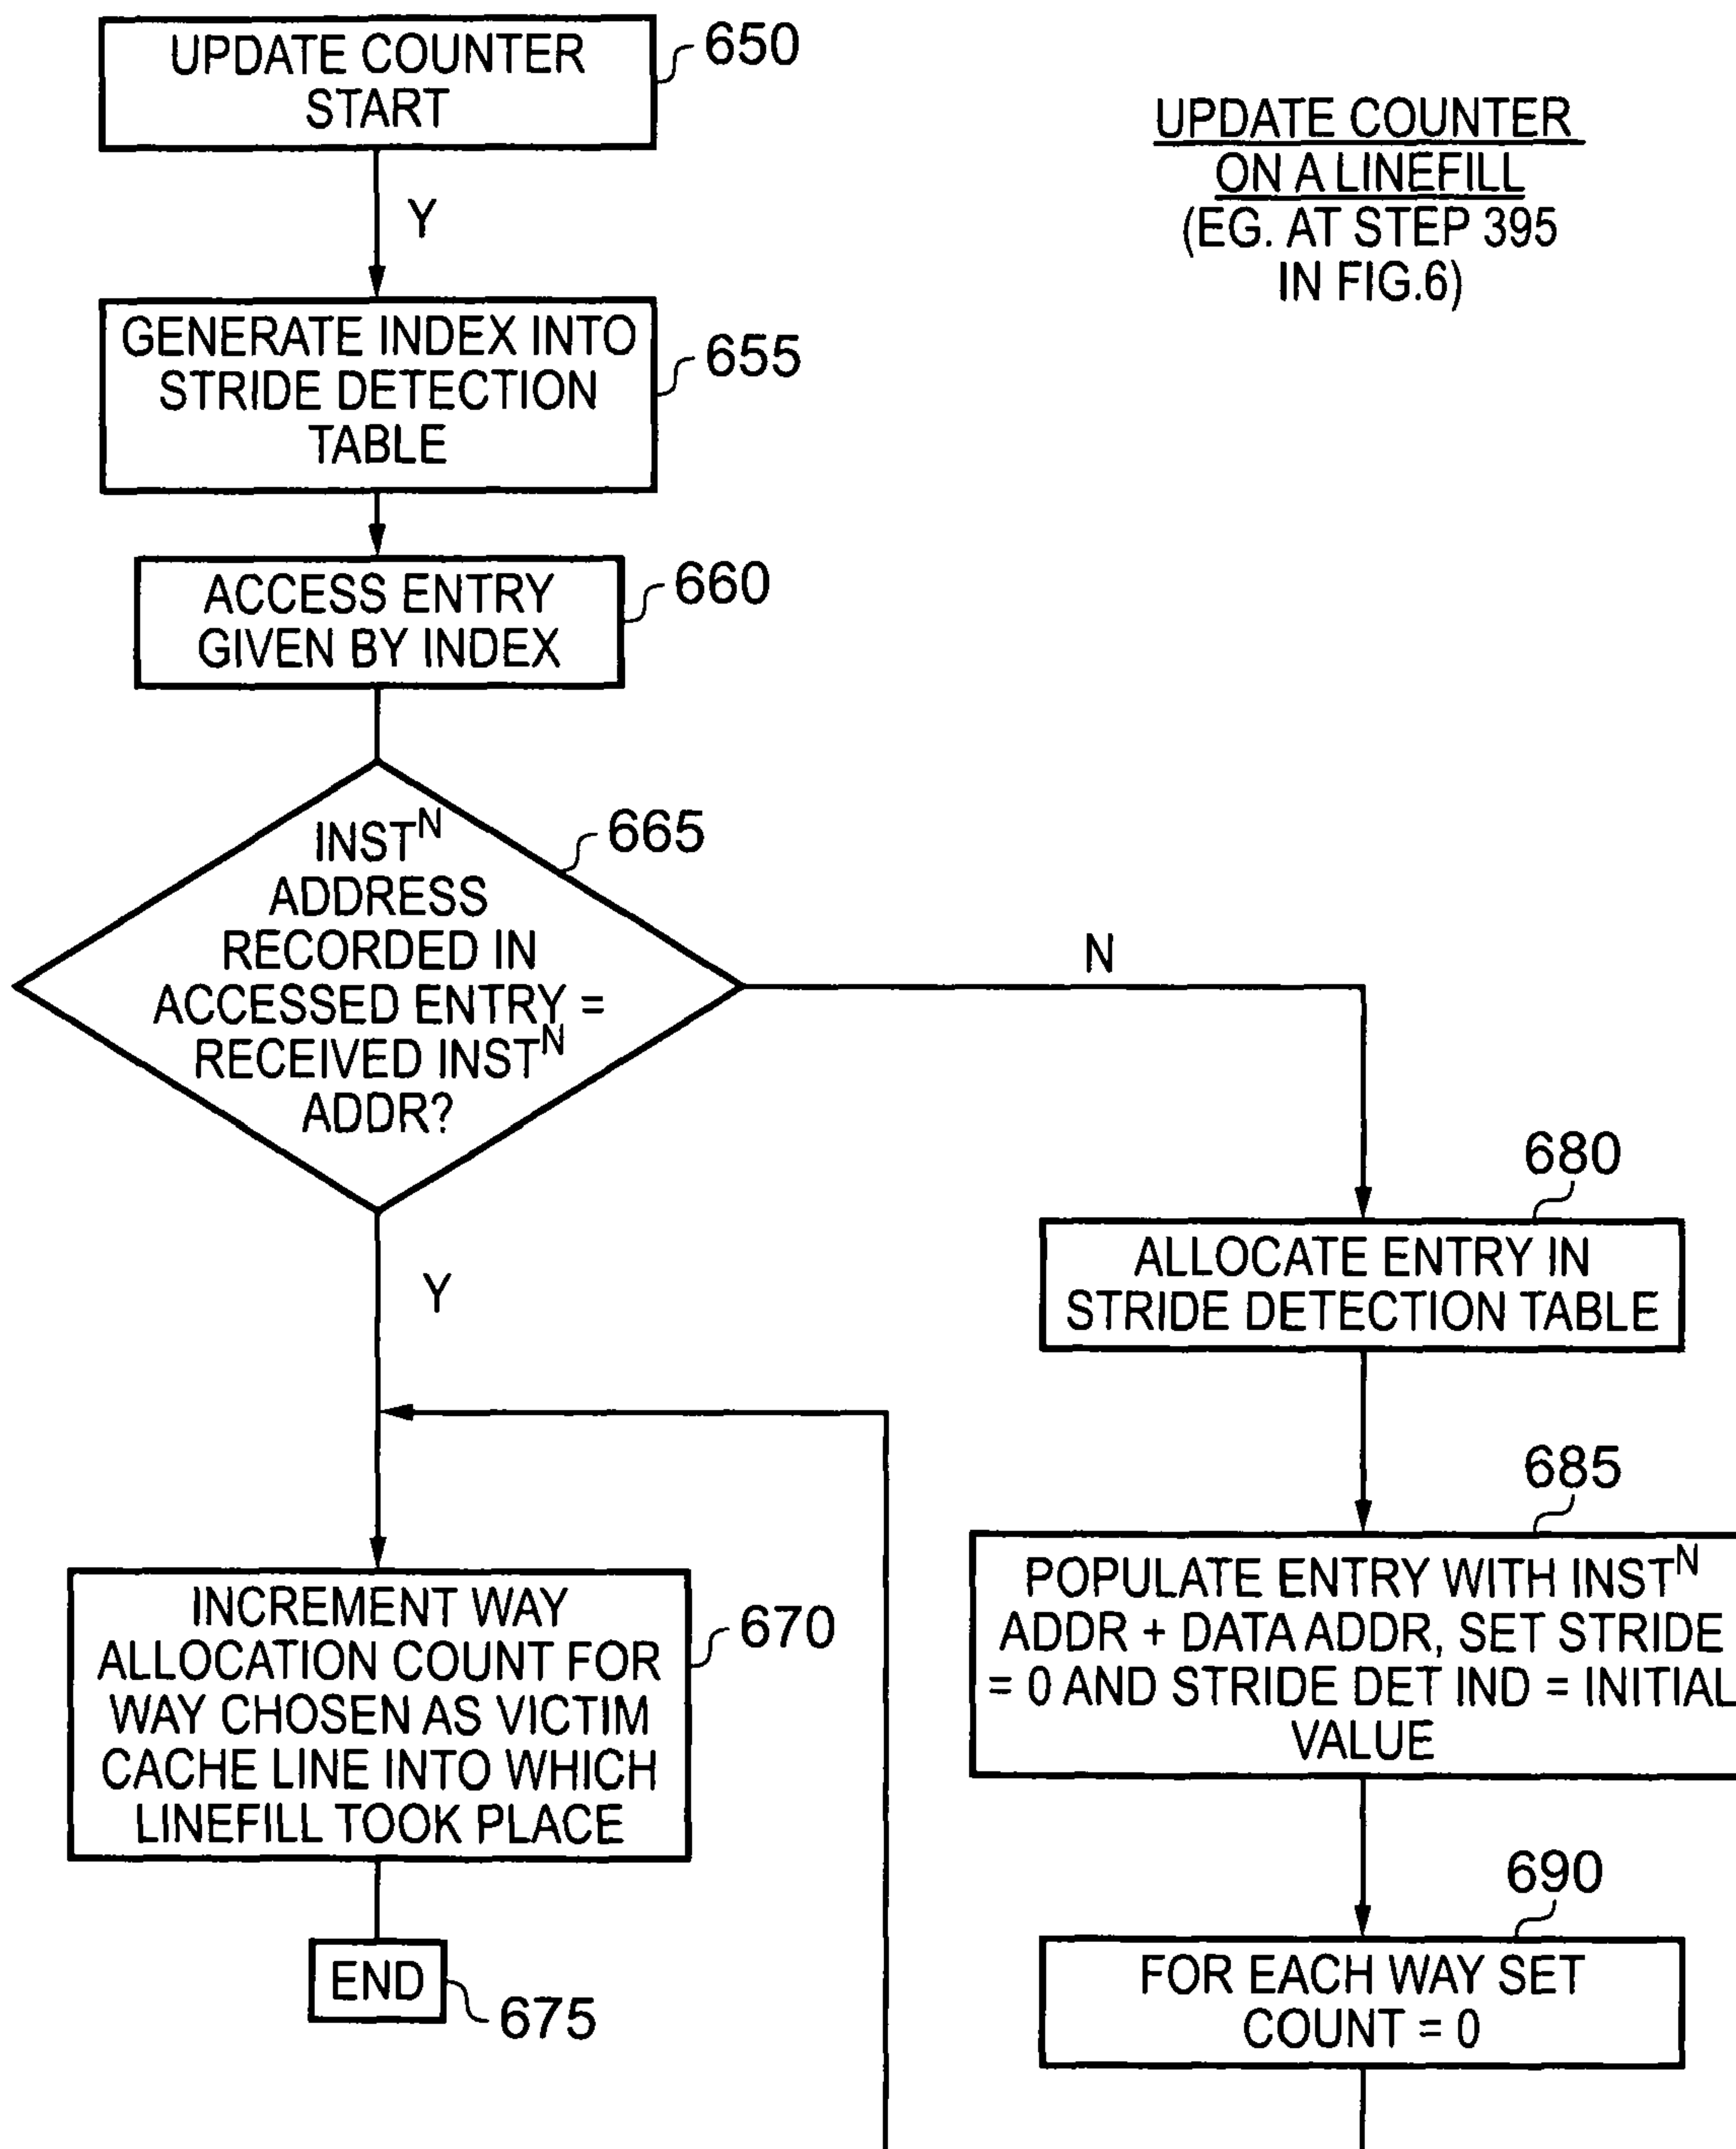 UPDATE COUNTER
START
650
UPDATE COUNTER
ON A LINEFILL
(EG. AT STEP 395
IN FIG.6)
Y
GENERATE INDEX INTO
STRIDE DETECTION
TABLE
655
ACCESS ENTRY
GIVEN BY INDEX
660
INSTᴺ
ADDRESS
RECORDED IN
ACCESSED ENTRY =
RECEIVED INSTᴺ
ADDR?
665
N
Y
680
ALLOCATE ENTRY IN
STRIDE DETECTION TABLE
685
POPULATE ENTRY WITH INSTᴺ
ADDR + DATA ADDR, SET STRIDE
= 0 AND STRIDE DET IND = INITIAL
VALUE
INCREMENT WAY
ALLOCATION COUNT FOR
WAY CHOSEN AS VICTIM
CACHE LINE INTO WHICH
LINEFILL TOOK PLACE
670
690
FOR EACH WAY SET
COUNT = 0
END
675